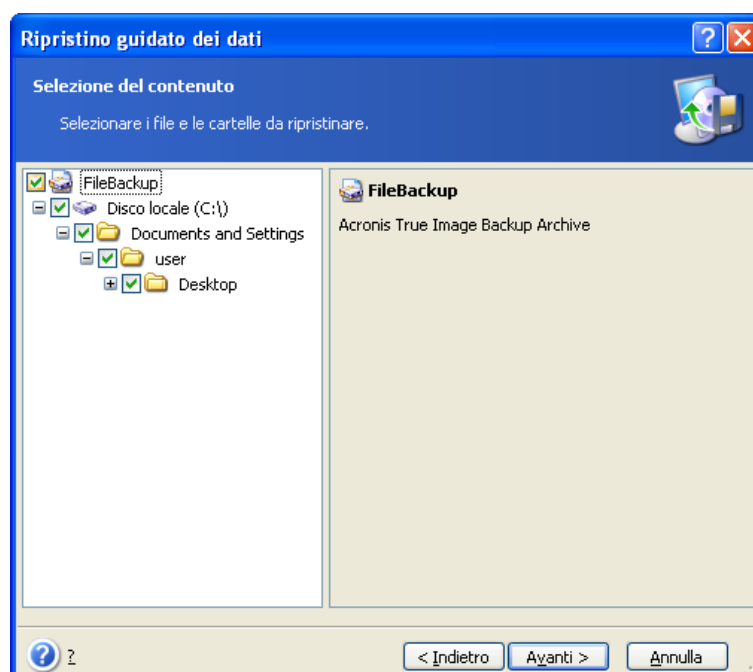 Ripristino guidato dei dati
Selezione del contenuto
Selezionare i file e le cartelle da ripristinare.
FileBackup
Disco locale (C:\)
Documents and Settings
user
Desktop
FileBackup
Acronis True Image Backup Archive
?
< Indietro
Avanti >
Annulla